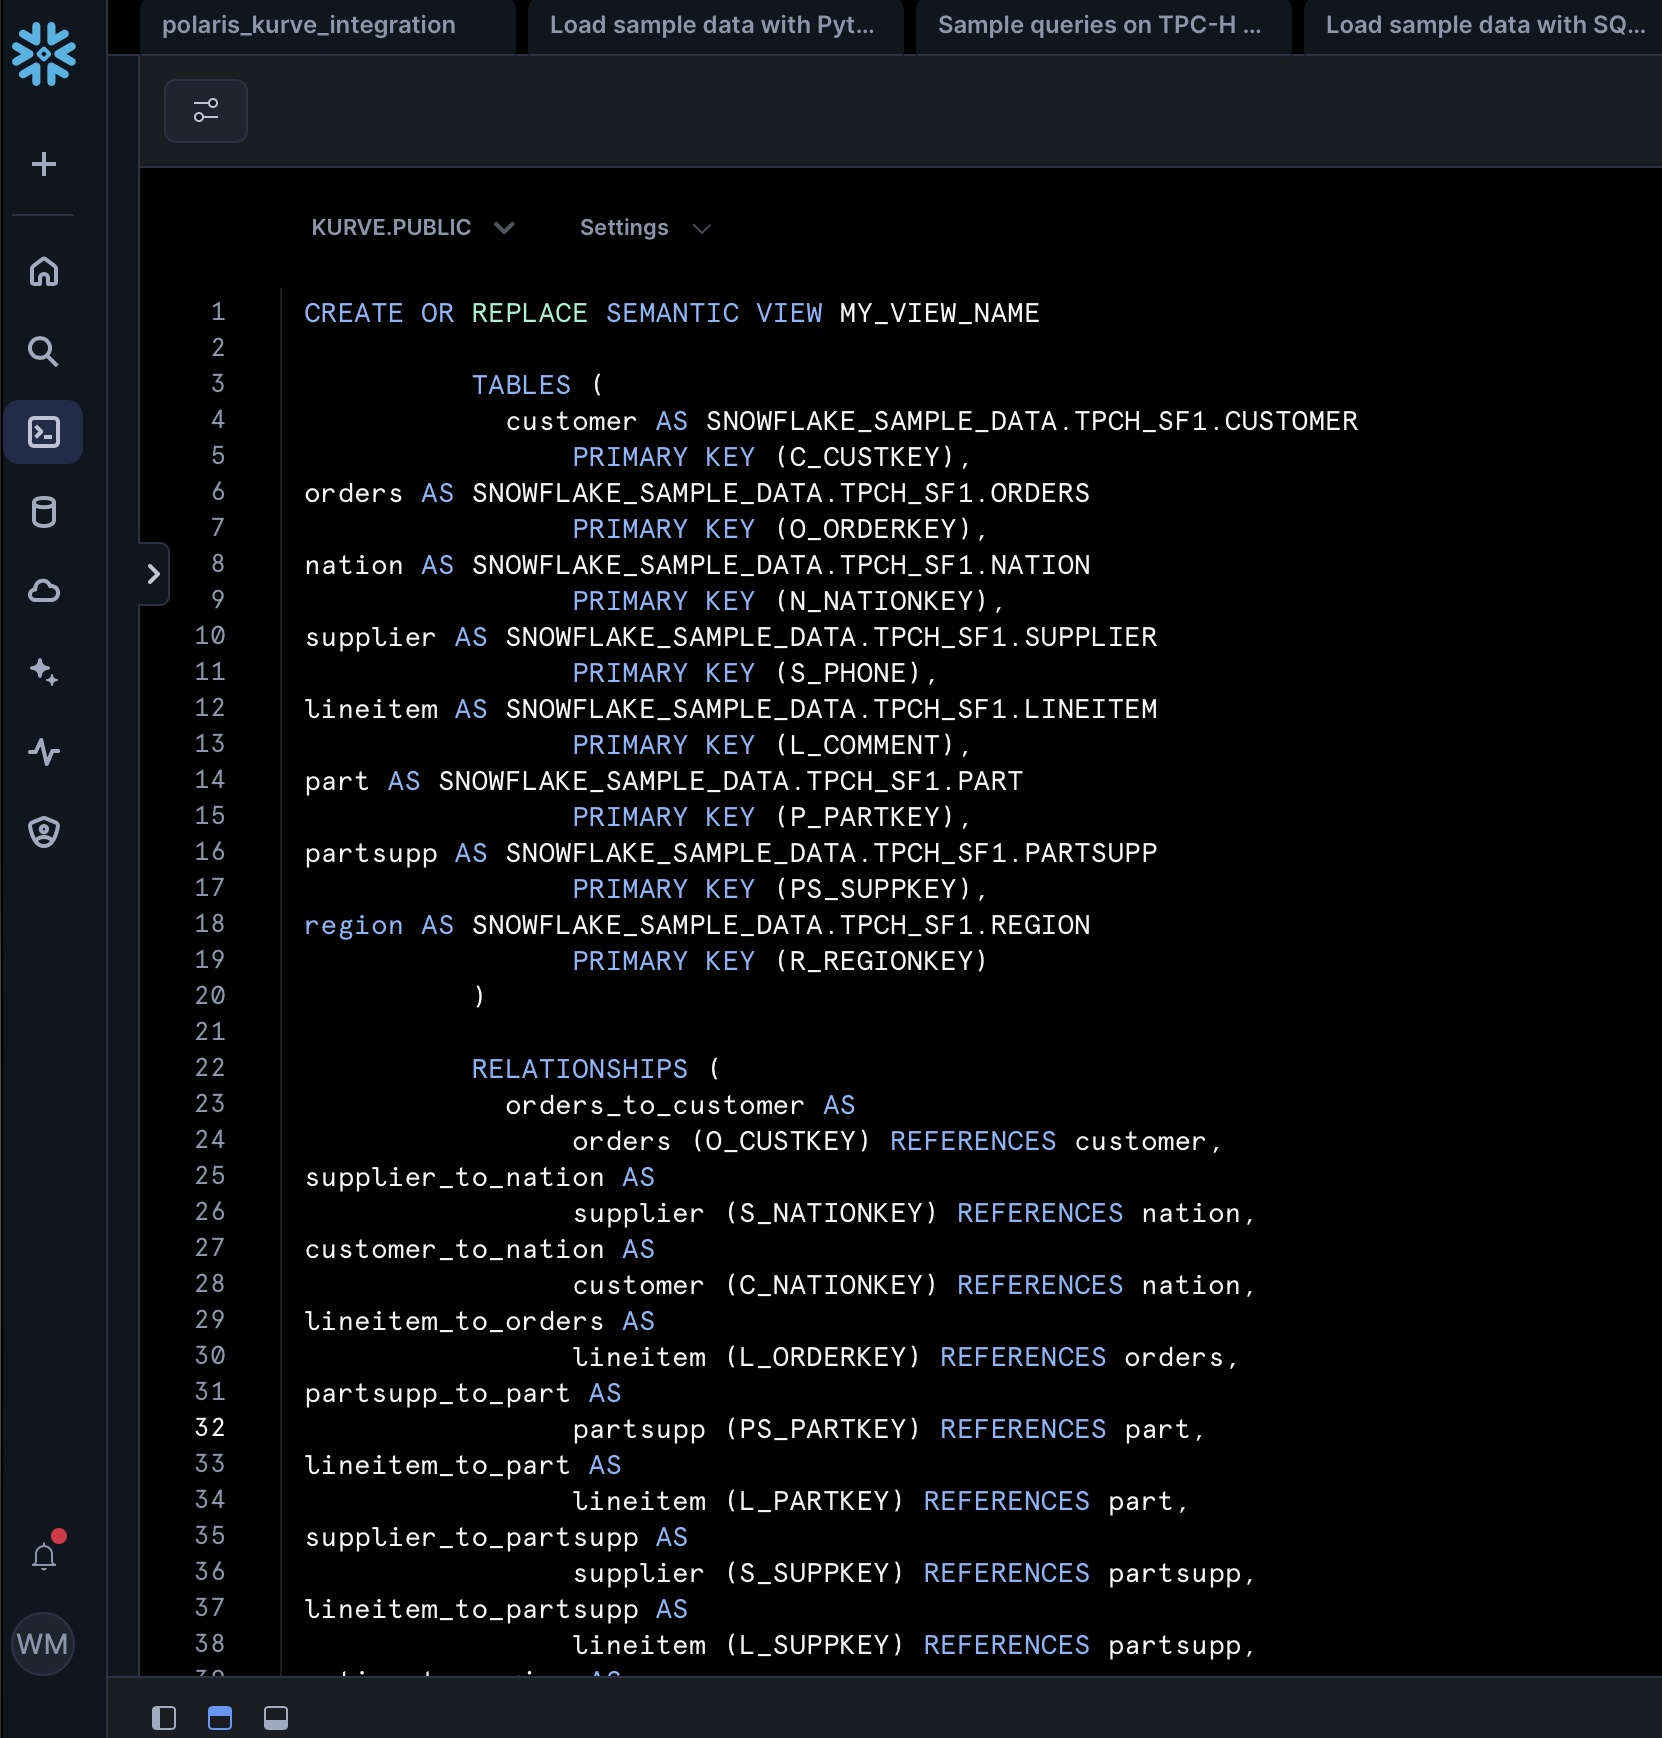 polaris_kurve_integration
Load sample data with Pyt...
Sample queries on TPC-H ...
Load sample data with SQ...
KURVE.PUBLIC
Settings
1 CREATE OR REPLACE SEMANTIC VIEW MY_VIEW_NAME
2
3 TABLES (
4 customer AS SNOWFLAKE_SAMPLE_DATA.TPCH_SF1.CUSTOMER
5 PRIMARY KEY (C_CUSTKEY),
6 orders AS SNOWFLAKE_SAMPLE_DATA.TPCH_SF1.ORDERS
7 PRIMARY KEY (O_ORDERKEY),
8 nation AS SNOWFLAKE_SAMPLE_DATA.TPCH_SF1.NATION
9 PRIMARY KEY (N_NATIONKEY),
10 supplier AS SNOWFLAKE_SAMPLE_DATA.TPCH_SF1.SUPPLIER
11 PRIMARY KEY (S_PHONE),
12 lineitem AS SNOWFLAKE_SAMPLE_DATA.TPCH_SF1.LINEITEM
13 PRIMARY KEY (L_COMMENT),
14 part AS SNOWFLAKE_SAMPLE_DATA.TPCH_SF1.PART
15 PRIMARY KEY (P_PARTKEY),
16 partsupp AS SNOWFLAKE_SAMPLE_DATA.TPCH_SF1.PARTSUPP
17 PRIMARY KEY (PS_SUPPKEY),
18 region AS SNOWFLAKE_SAMPLE_DATA.TPCH_SF1.REGION
19 PRIMARY KEY (R_REGIONKEY)
20 )
21
22 RELATIONSHIPS (
23 orders_to_customer AS
24 orders (O_CUSTKEY) REFERENCES customer,
25 supplier_to_nation AS
26 supplier (S_NATIONKEY) REFERENCES nation,
27 customer_to_nation AS
28 customer (C_NATIONKEY) REFERENCES nation,
29 lineitem_to_orders AS
30 lineitem (L_ORDERKEY) REFERENCES orders,
31 partsupp_to_part AS
32 partsupp (PS_PARTKEY) REFERENCES part,
33 lineitem_to_part AS
34 lineitem (L_PARTKEY) REFERENCES part,
35 supplier_to_partsupp AS
36 supplier (S_SUPPKEY) REFERENCES partsupp,
37 lineitem_to_partsupp AS
38 lineitem (L_SUPPKEY) REFERENCES partsupp,
WM